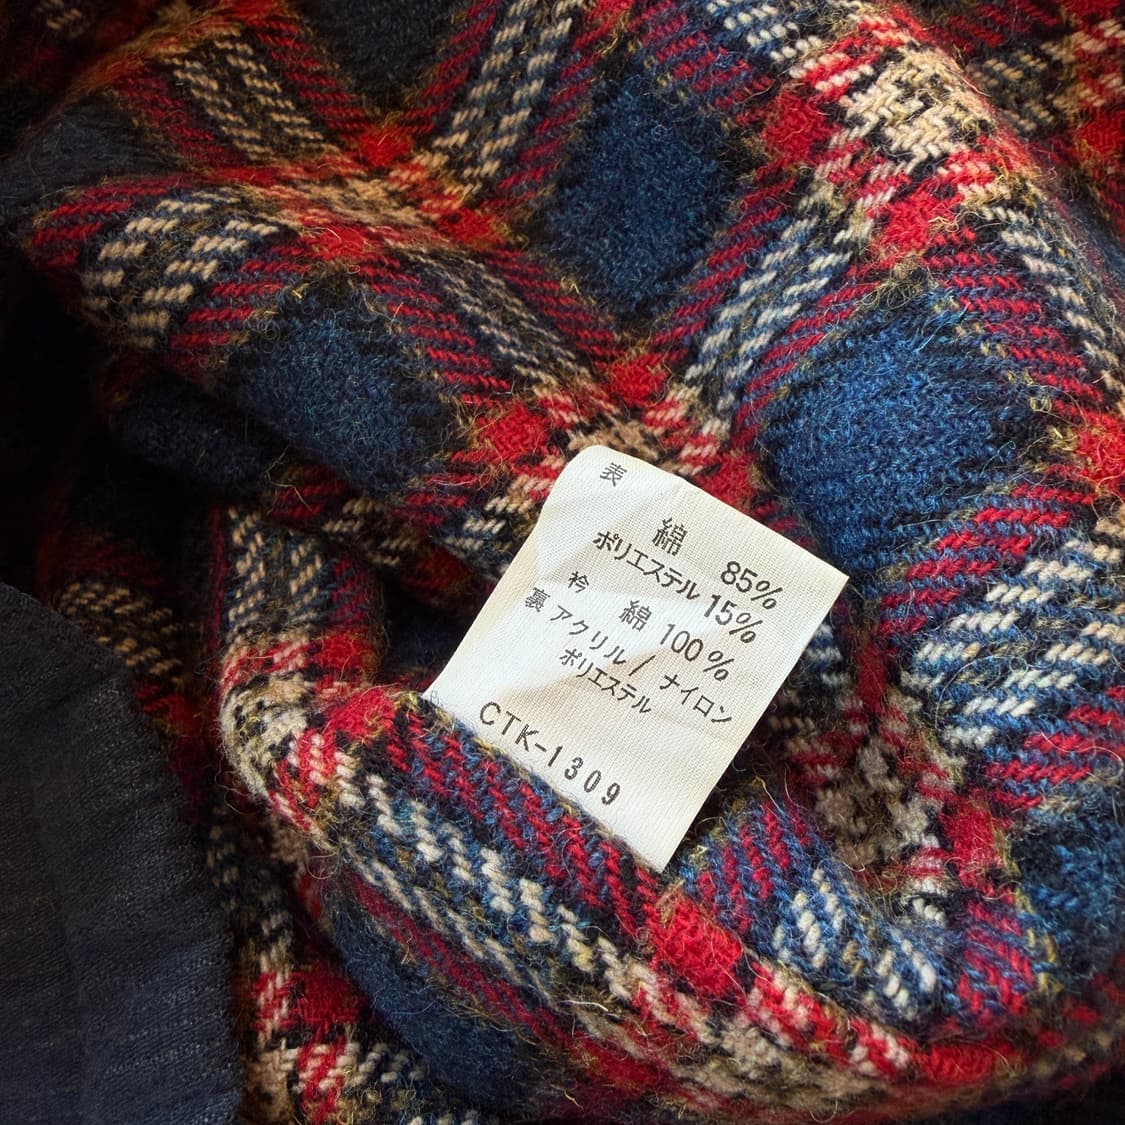 表
綿 85%
ポリエステル 15%
衿 綿 100%
裏 アクリル/ナイロン
ポリエステル
CTK-1309